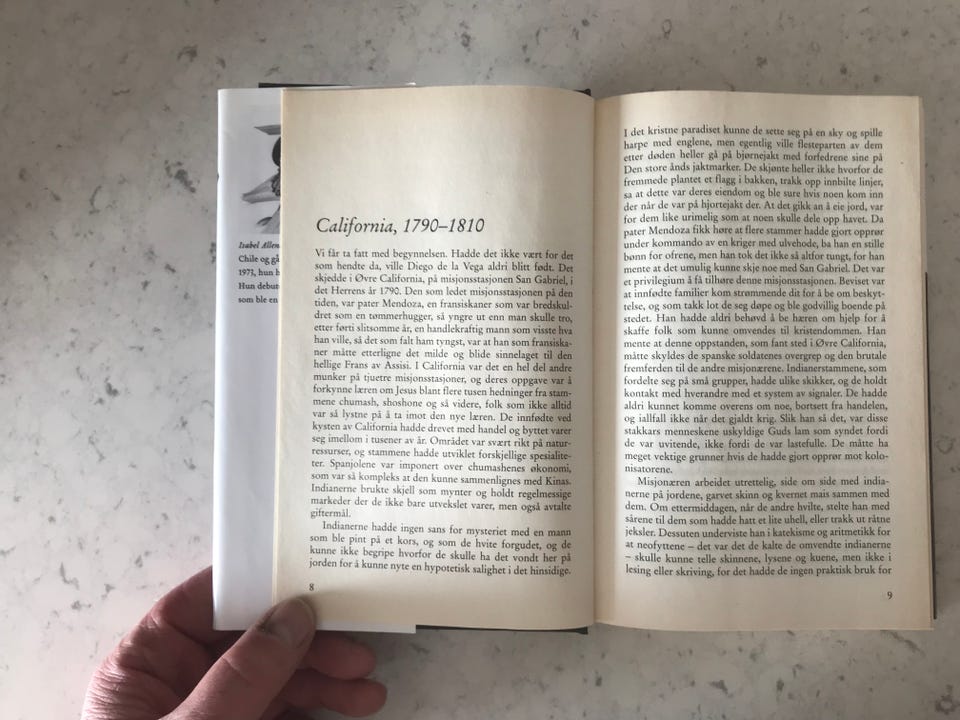 Isabel Allen
Chile og gå
1973, hun h
Hun debute
som ble en
California, 1790–1810
Vi får ta fatt med begynnelsen. Hadde det ikke vært for det
som hendte da, ville Diego de la Vega aldri blitt født. Det
skjedde i Øvre California, på misjonsstasjonen San Gabriel, i
det Herrens år 1790. Den som ledet misjonsstasjonen på den
tiden, var pater Mendoza, en fransiskaner som var bredskul-
dret som en tømmerhugger, så yngre ut enn man skulle tro,
etter førti slitsomme år, en handlekraftig mann som visste hva
han ville, så det som falt ham tyngst, var at han som fransiska-
ner måtte etterligne det milde og blide sinnelaget til den
hellige Frans av Assisi. I California var det en hel del andre
munker på tjuetre misjonsstasjoner, og deres oppgave var å
forkynne læren om Jesus blant flere tusen hedninger fra stam-
mene chumash, shoshone og så videre, folk som ikke alltid
var så lystne på å ta imot den nye læren. De innfødte ved
kysten av California hadde drevet med handel og byttet varer
seg imellom i tusener av år. Området var svært rikt på natur-
ressurser, og stammene hadde utviklet forskjellige spesialite-
ter. Spanjolene var imponert over chumashenes økonomi,
som var så kompleks at den kunne sammenlignes med Kinas.
Indianerne brukte skjell som mynter og holdt regelmessige
markeder der de ikke bare utvekslet varer, men også avtalte
giftermål.
Indianerne hadde ingen sans for mysteriet med en mann
som ble pint på et kors, og som de hvite forgudet, og de
kunne ikke begripe hvorfor de skulle ha det vondt her på
jorden for å kunne nyte en hypotetisk salighet i det hinsidige.
8
I det kristne paradiset kunne de sette seg på en sky og spille
harpe med englene, men egentlig ville flesteparten av dem
etter døden heller gå på bjørnejakt med forfedrene sine på
Den store ånds jaktmarker. De skjønte heller ikke hvorfor de
fremmede plantet et flagg i bakken, trakk opp innbilte linjer,
sa at dette var deres eiendom og ble sure hvis noen kom inn
der når de var på hjortejakt der. At det gikk an å eie jord, var
for dem like urimelig som at noen skulle dele opp havet. Da
pater Mendoza fikk høre at flere stammer hadde gjort opprør
under kommando av en kriger med ulvehode, ba han en stille
bønn for ofrene, men han tok det ikke så altfor tungt, for han
mente at det umulig kunne skje noe med San Gabriel. Det var
et privilegium å få tilhøre denne misjonsstasjonen. Beviset var
at innfødte familier kom strømmende dit for å be om beskyt-
telse, og som takk lot de seg døpe og ble godvillig boende på
stedet. Han hadde aldri behøvd å be hæren om hjelp for å
skaffe folk som kunne omvendes til kristendommen. Han
mente at denne oppstanden, som fant sted i Øvre California,
måtte skyldes de spanske soldatenes overgrep og den brutale
fremferden til de andre misjonærene. Indianerstammene, som
fordelte seg på små grupper, hadde ulike skikker, og de holdt
kontakt med hverandre med et system av signaler. De hadde
aldri kunnet komme overens om noe, bortsett fra handelen,
og iallfall ikke når det gjaldt krig. Slik han så det, var disse
stakkars menneskene uskyldige Guds lam som syndet fordi
de var uvitende, ikke fordi de var lastefulle. De måtte ha
meget vektige grunner hvis de hadde gjort opprør mot kolo-
nisatorene.
Misjonæren arbeidet utrettelig, side om side med india-
nerne på jordene, garvet skinn og kvernet mais sammen med
dem. Om ettermiddagen, når de andre hvilte, stelte han med
sårene til dem som hadde hatt et lite uhell, eller trakk ut råtne
jeksler. Dessuten underviste han i katekisme og aritmetikk for
at neofyttene – det var det de kalte de omvendte indianerne
– skulle kunne telle skinnene, lysene og kuene, men ikke i
lesing eller skriving, for det hadde de ingen praktisk bruk for
9